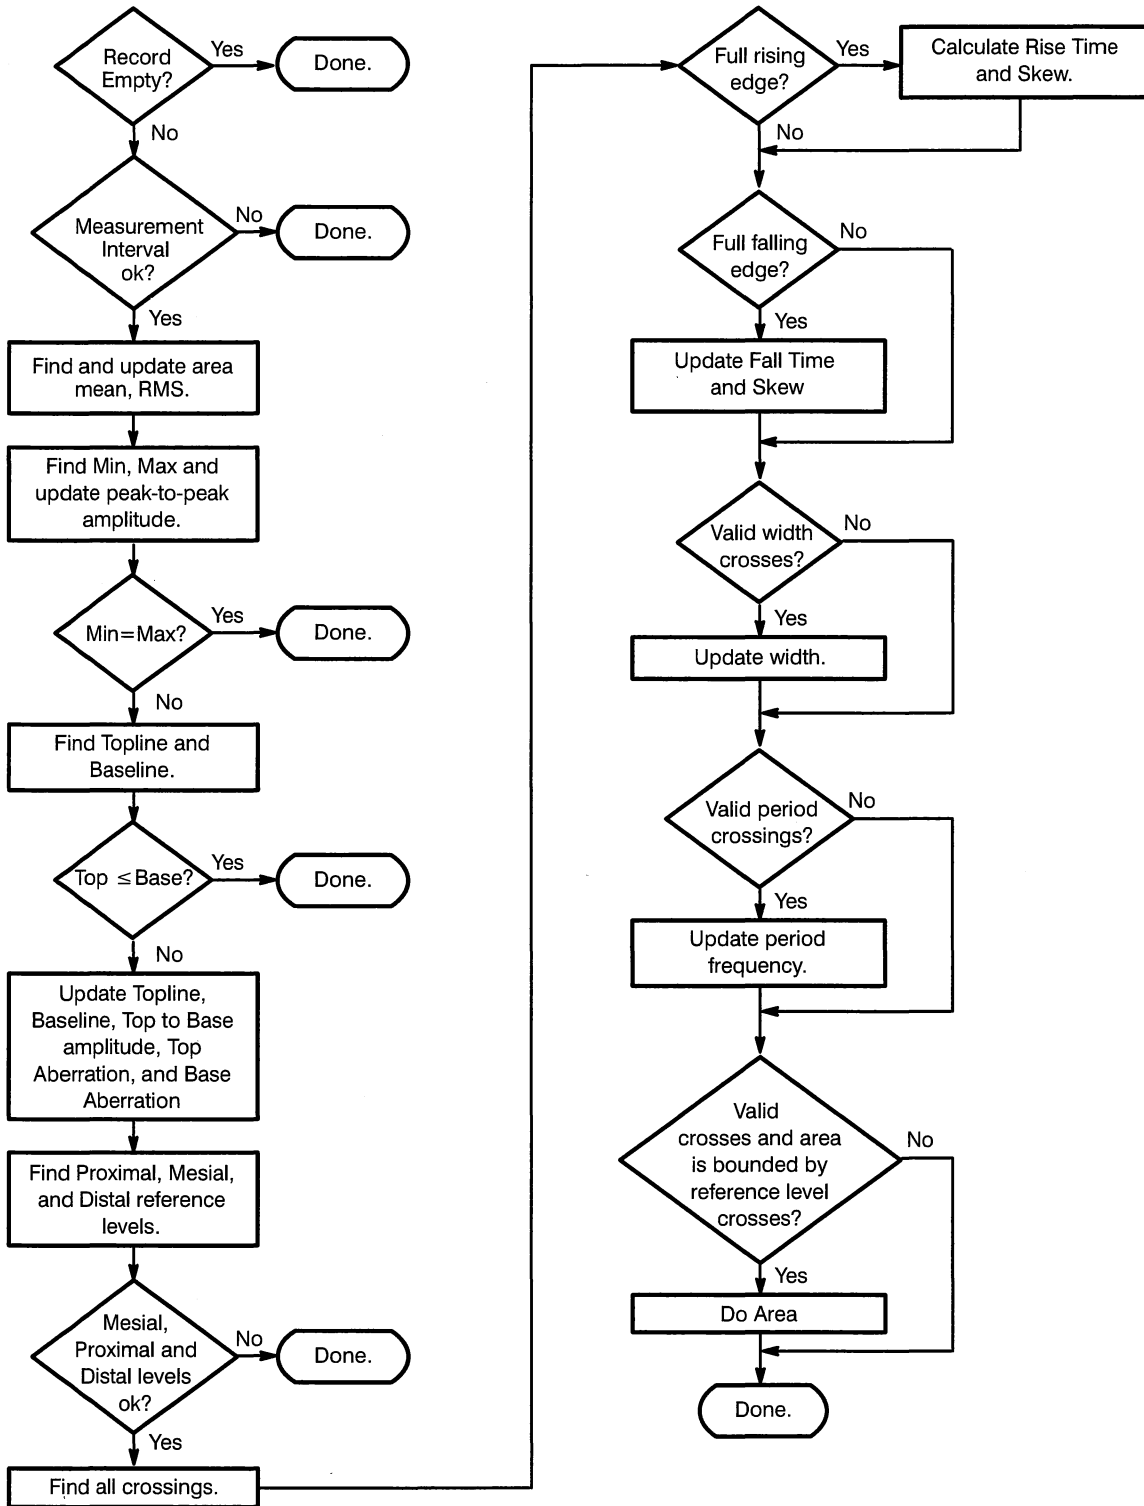 Record
Empty?
Yes
Done.
No
Measurement
Interval
ok?
No
Done.
Yes
Find and update area
mean, RMS.
Find Min, Max and
update peak-to-peak
amplitude.
Min=Max?
Yes
Done.
No
Find Topline and
Baseline.
Top ≤ Base?
Yes
Done.
No
Update Topline,
Baseline, Top to Base
amplitude, Top
Aberration, and Base
Aberration
Find Proximal, Mesial,
and Distal reference
levels.
Mesial,
Proximal and
Distal levels
ok?
No
Done.
Yes
Find all crossings.
Full rising
edge?
Yes
Calculate Rise Time
and Skew.
No
Full falling
edge?
No
Yes
Update Fall Time
and Skew
Valid width
crosses?
No
Yes
Update width.
Valid period
crossings?
No
Yes
Update period
frequency.
Valid
crosses and area
is bounded by
reference level
crosses?
No
Yes
Do Area
Done.